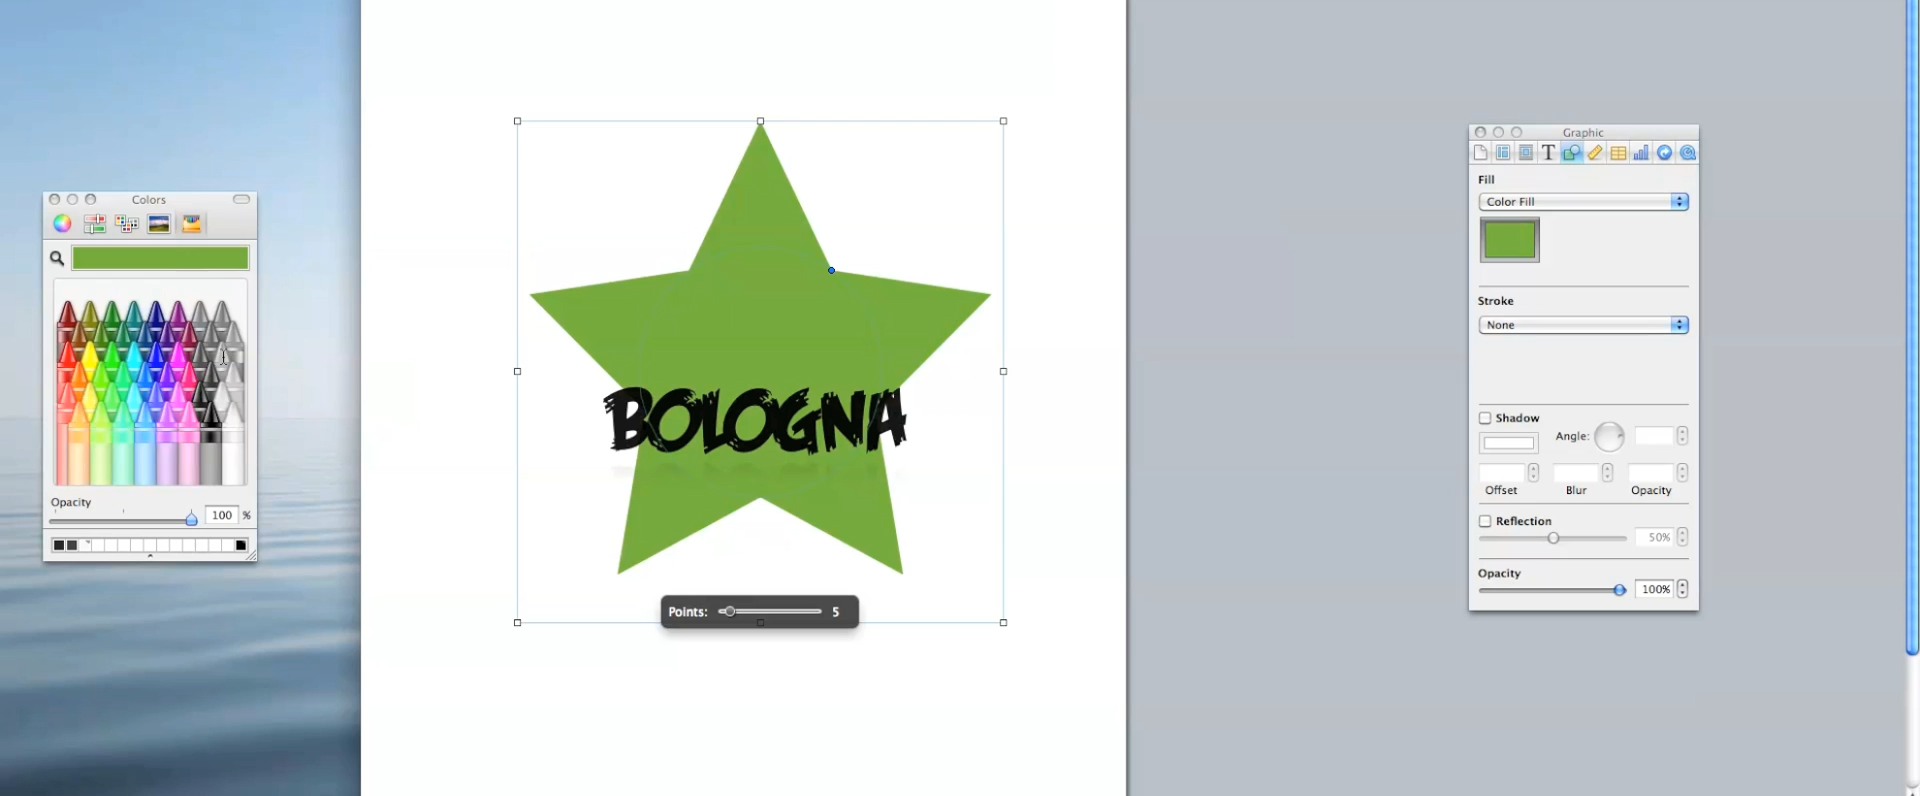 Colors
Opacity
100 %
BOLOGNA
Points: 5
Graphic
T
Fill
Color Fill
Stroke
None
Shadow
Angle:
Offset Blur Opacity
Reflection
50%
Opacity
100%